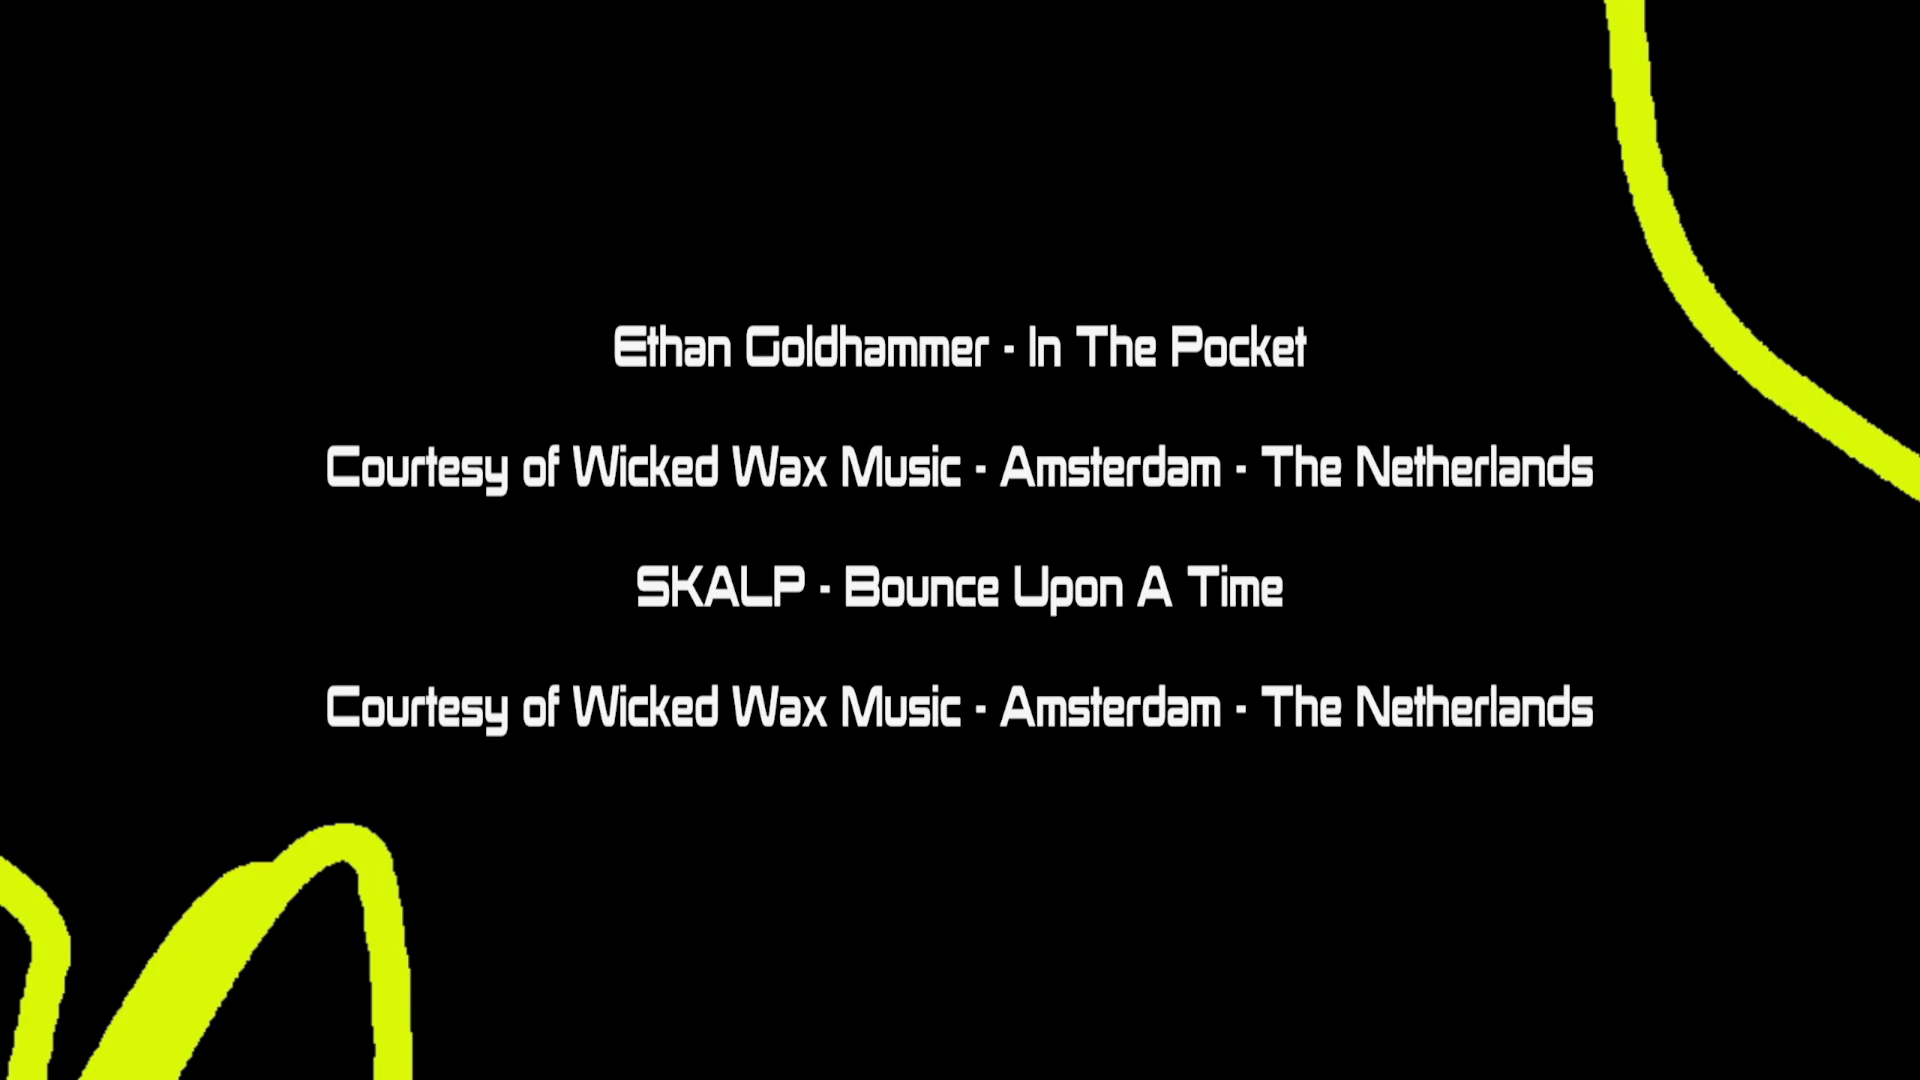 Ethan Goldhammer - In The Pocket
Courtesy of Wicked Wax Music - Amsterdam - The Netherlands
SKALP - Bounce Upon A Time
Courtesy of Wicked Wax Music - Amsterdam - The Netherlands